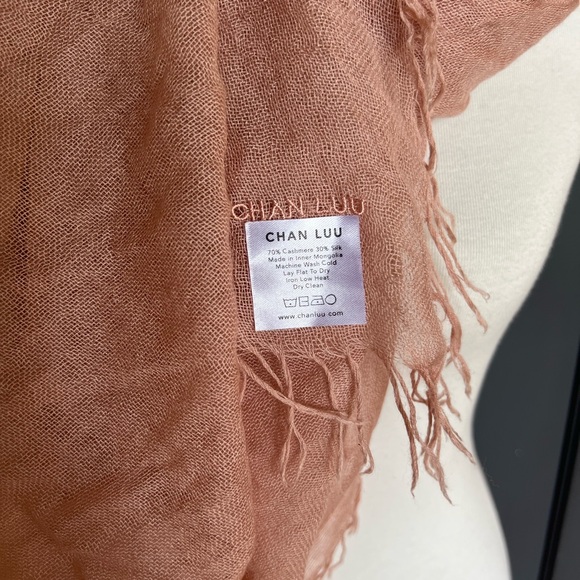 CHAN LUU
CHAN LUU
70% Cashmere 30% Silk
Made in Inner Mongolia
Machine Wash Cold
Lay Flat To Dry
Iron Low Heat
Dry Clean
www.chanluu.com